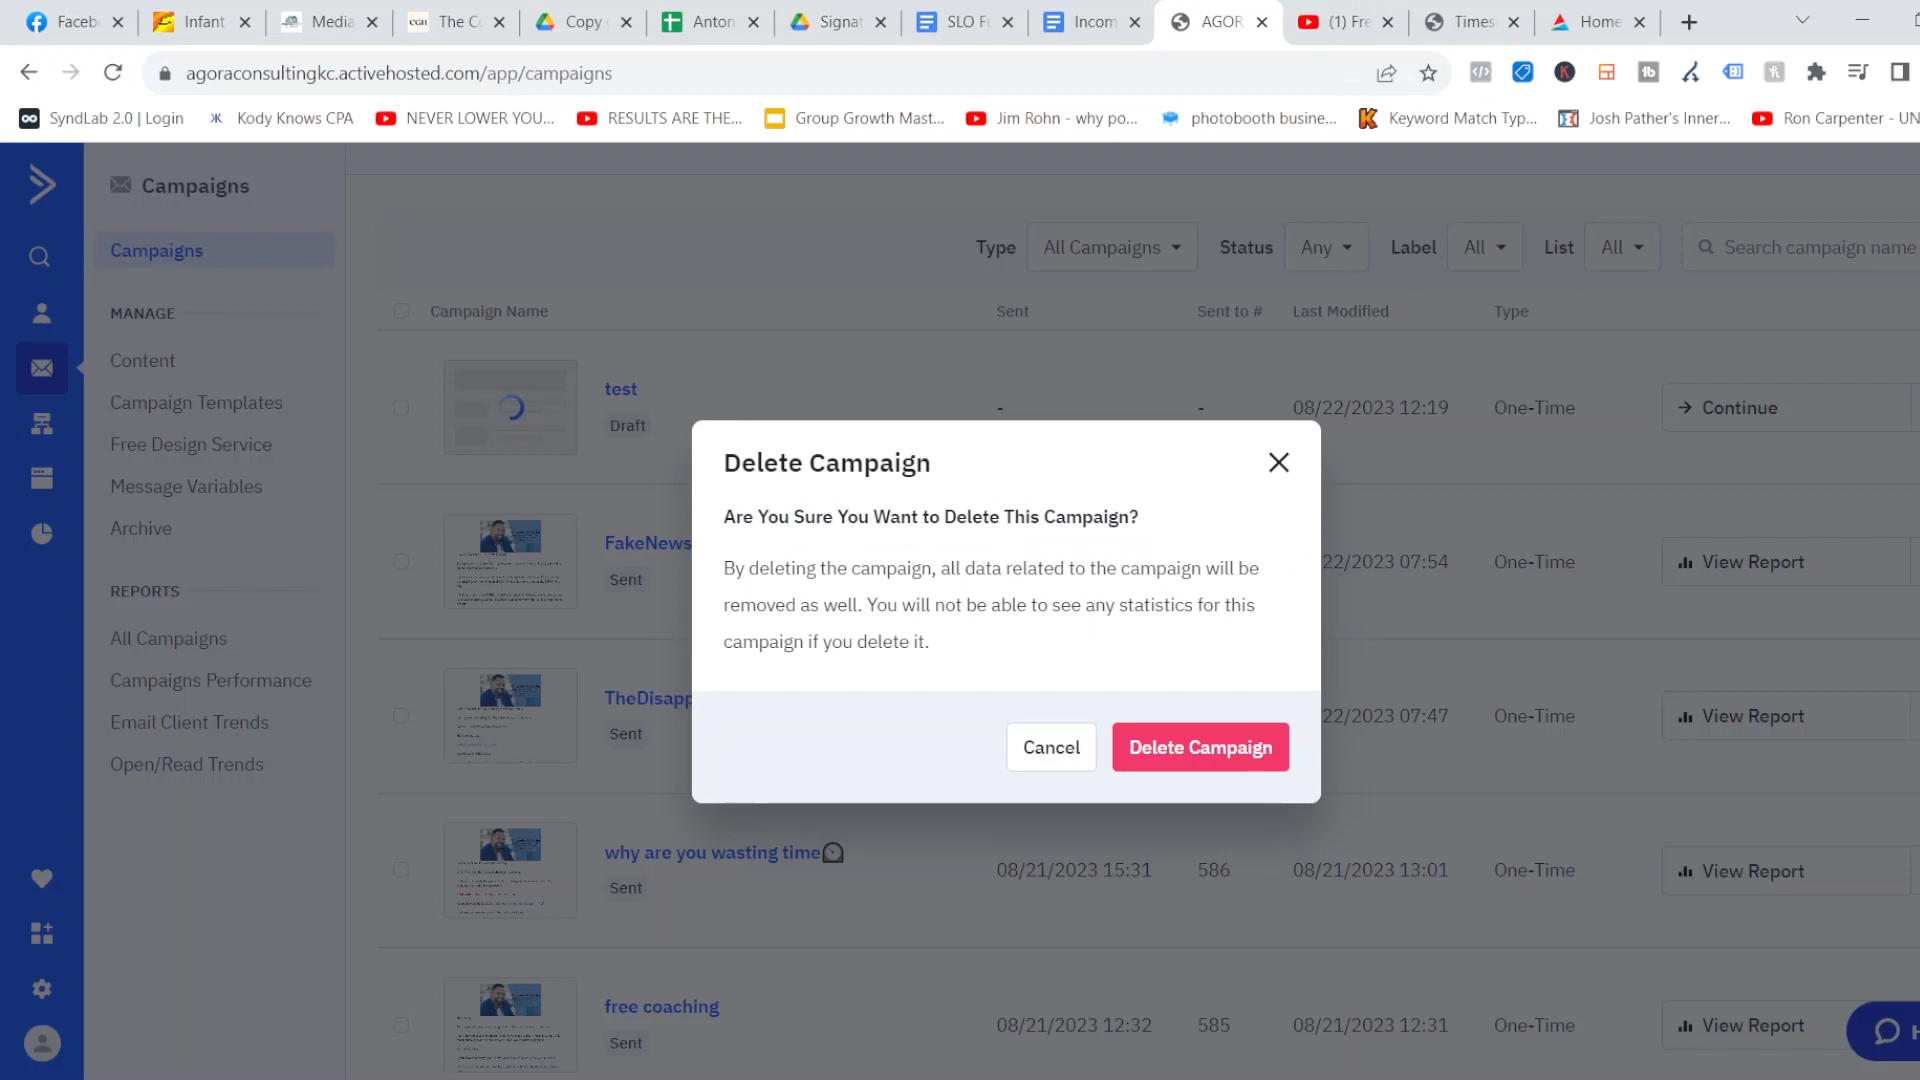 Faceb
Infant
Media
CGH The Co
Copy
Anton
Signat
SLO Fu
Incom
AGOR
(1) Fre
Times
Home
agoraconsultingkc.activehosted.com/app/campaigns
SyndLab 2.0 | Login
Kody Knows CPA
NEVER LOWER YOU...
RESULTS ARE THE...
Group Growth Mast...
Jim Rohn - why po...
photobooth busine...
Keyword Match Typ...
Josh Pather's Inner...
Ron Carpenter - UN
Campaigns
Campaigns
MANAGE
Content
Campaign Templates
Free Design Service
Message Variables
Archive
REPORTS
All Campaigns
Campaigns Performance
Email Client Trends
Open/Read Trends
Type All Campaigns Status Any Label All List All Search campaign name
Campaign Name Sent Sent to # Last Modified Type
test
Draft
- - 08/22/2023 12:19 One-Time Continue
FakeNews
Sent
22/2023 07:54 One-Time View Report
TheDisapp
Sent
22/2023 07:47 One-Time View Report
why are you wasting time
Sent
08/21/2023 15:31 586 08/21/2023 13:01 One-Time View Report
free coaching
Sent
08/21/2023 12:32 585 08/21/2023 12:31 One-Time View Report
H
Delete Campaign
Are You Sure You Want to Delete This Campaign?
By deleting the campaign, all data related to the campaign will be
removed as well. You will not be able to see any statistics for this
campaign if you delete it.
Cancel
Delete Campaign